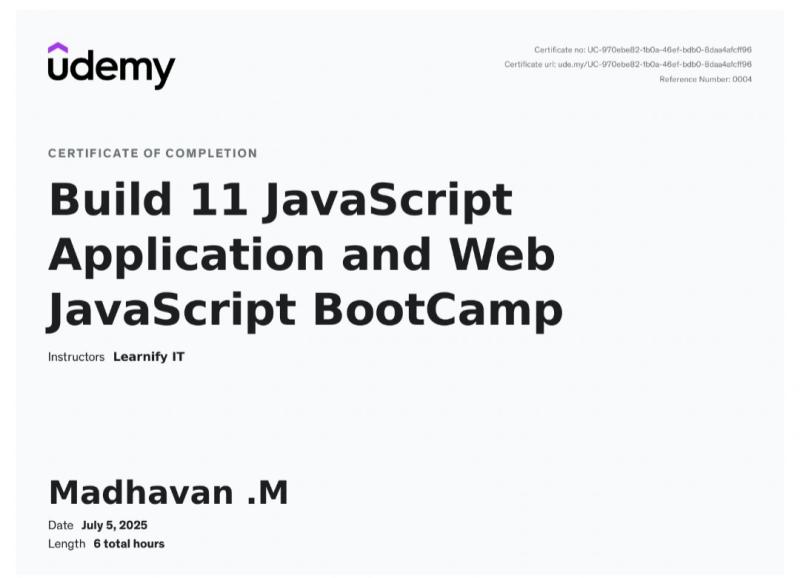 udemy
Certificate no: UC-970ebe82-1b0a-46ef-bdb0-8daa4afcff96
Certificate url: ude.my/UC-970ebe82-1b0a-46ef-bdb0-8daa4afcff96
Reference Number: 0004
CERTIFICATE OF COMPLETION
Build 11 JavaScript
Application and Web
JavaScript BootCamp
Instructors Learnify IT
Madhavan .M
Date July 5, 2025
Length 6 total hours